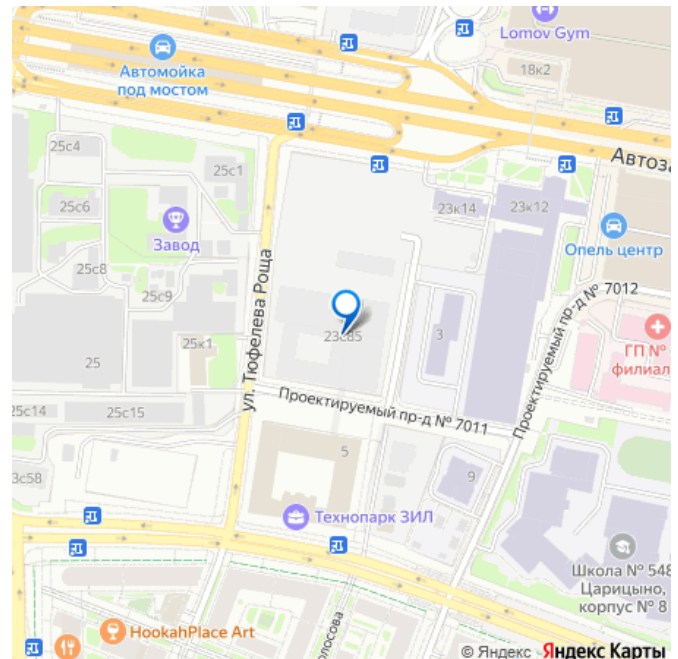 Lomov Gym
Автомойка
под мостом
18к2
25с4
Автоза
25с1
25с6
23к14
23к12
Завод
Опель центр
25с8
25с9
ул. Тюфелева Роща
Проектируемый пр-д № 7012
23с85
3
ГП №
филиал
25к1
25
Проектируемый пр-д № 7011
25с14
25с15
5
9
3с58
Технопарк ЗИЛ
Школа № 548
Царицыно,
корпус № 8
HookahPlace Art
олосова
© Яндекс Яндекс Карты